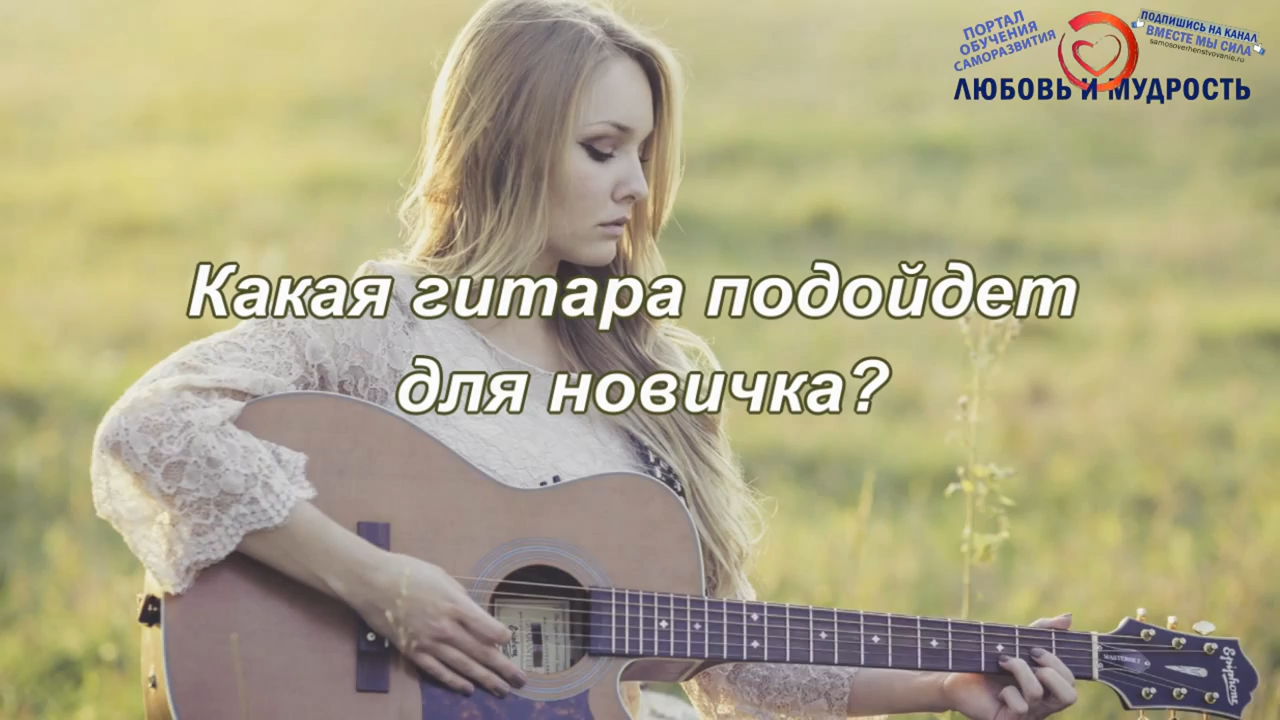 ПОРТАЛ
ОБУЧЕНИЯ
САМОРАЗВИТИЯ
ПОДПИШИСЬ НА КАНАЛ
ВМЕСТЕ МЫ СИЛА
samosoverhenstvovanie.ru
ЛЮБОВЬ И МУДРОСТЬ
Какая гитара подойдет
для новичка?
Epiphone
MASTERBILT